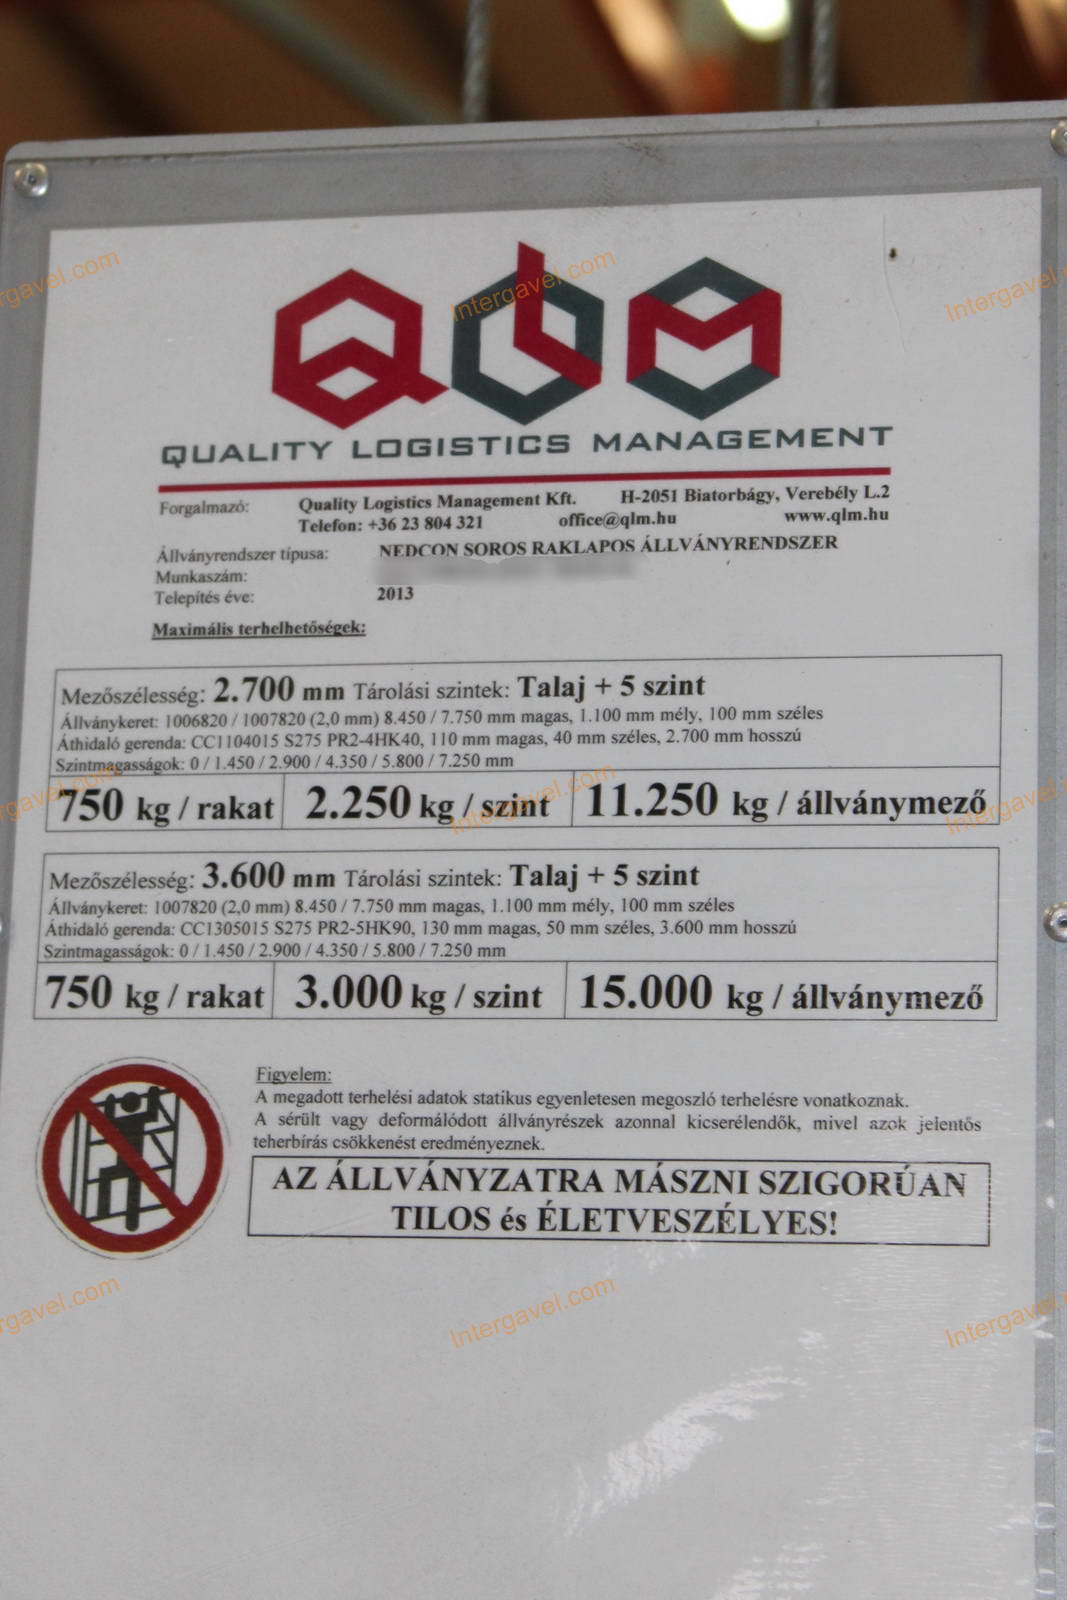 QLM
QUALITY LOGISTICS MANAGEMENT
Forgalmazó: Quality Logistics Management Kft. H-2051 Biatorbágy, Verebély L.2
Telefon: +36 23 804 321 office@qlm.hu www.qlm.hu
Állványrendszer típusa: NEDCON SOROS RAKLAPOS ÁLLVÁNYRENDSZER
Munkaszám:
Telepítés éve: 2013
Maximális terhelhetőségek:
Mezőszélesség: 2.700 mm Tárolási szintek: Talaj + 5 szint
Állványkeret: 1006820 / 1007820 (2,0 mm) 8.450 / 7.750 mm magas, 1.100 mm mély, 100 mm széles
Áthidaló gerenda: CC1104015 S275 PR2-4HK40, 110 mm magas, 40 mm széles, 2.700 mm hosszú
Szintmagasságok: 0 / 1.450 / 2.900 / 4.350 / 5.800 / 7.250 mm
750 kg / rakat 2.250 kg / szint 11.250 kg / állványmező
Mezőszélesség: 3.600 mm Tárolási szintek: Talaj + 5 szint
Állványkeret: 1007820 (2,0 mm) 8.450 / 7.750 mm magas, 1.100 mm mély, 100 mm széles
Áthidaló gerenda: CC1305015 S275 PR2-5HK90, 130 mm magas, 50 mm széles, 3.600 mm hosszú
Szintmagasságok: 0 / 1.450 / 2.900 / 4.350 / 5.800 / 7.250 mm
750 kg / rakat 3.000 kg / szint 15.000 kg / állványmező
Figyelem:
A megadott terhelési adatok statikus egyenletesen megoszló terhelésre vonatkoznak.
A sérült vagy deformálódott állványrészek azonnal kicserélendők, mivel azok jelentős
teherbírás csökkenést eredményeznek.
AZ ÁLLVÁNYZATRA MÁSZNI SZIGORÚAN
TILOS és ÉLETVESZÉLYES!
Intergavel.com